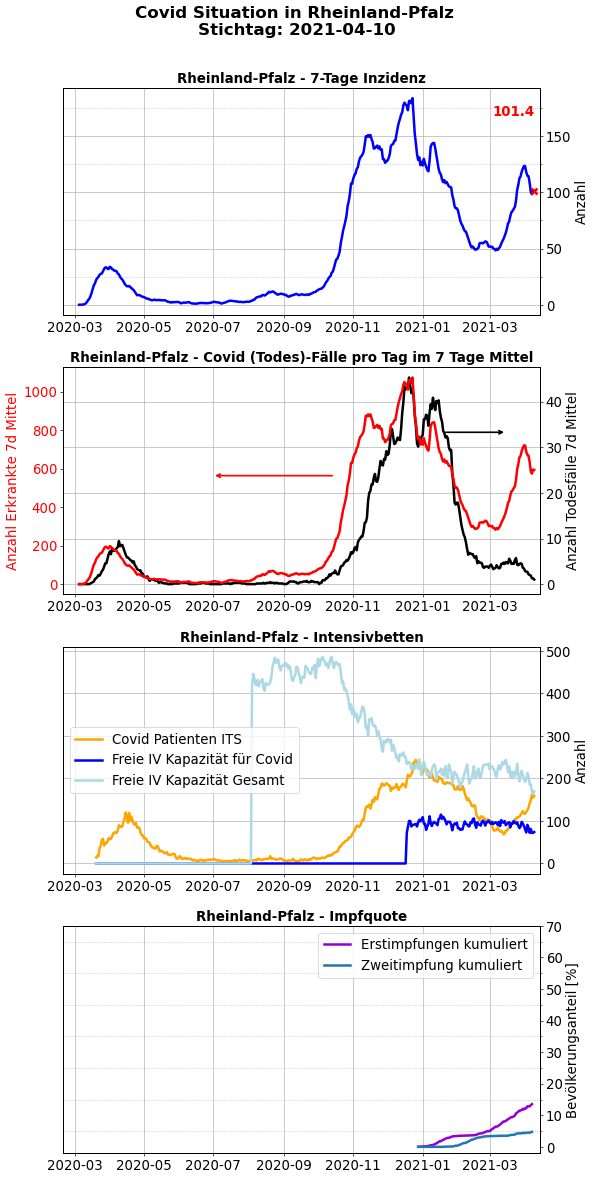 Covid Situation in Rheinland-Pfalz
Stichtag: 2021-04-10
Rheinland-Pfalz - 7-Tage Inzidenz
101.4
150
100
50
0
Anzahl
2020-03 2020-05 2020-07 2020-09 2020-11 2021-01 2021-03
Rheinland-Pfalz - Covid (Todes)-Fälle pro Tag im 7 Tage Mittel
Anzahl Erkrankte 7d Mittel
1000
800
600
400
200
0
40
30
20
10
0
Anzahl Todesfälle 7d Mittel
2020-03 2020-05 2020-07 2020-09 2020-11 2021-01 2021-03
Rheinland-Pfalz - Intensivbetten
Covid Patienten ITS
Freie IV Kapazität für Covid
Freie IV Kapazität Gesamt
500
400
300
200
100
0
Anzahl
2020-03 2020-05 2020-07 2020-09 2020-11 2021-01 2021-03
Rheinland-Pfalz - Impfquote
Erstimpfungen kumuliert
Zweitimpfung kumuliert
70
60
50
40
30
20
10
0
Bevölkerungsanteil [%]
2020-03 2020-05 2020-07 2020-09 2020-11 2021-01 2021-03